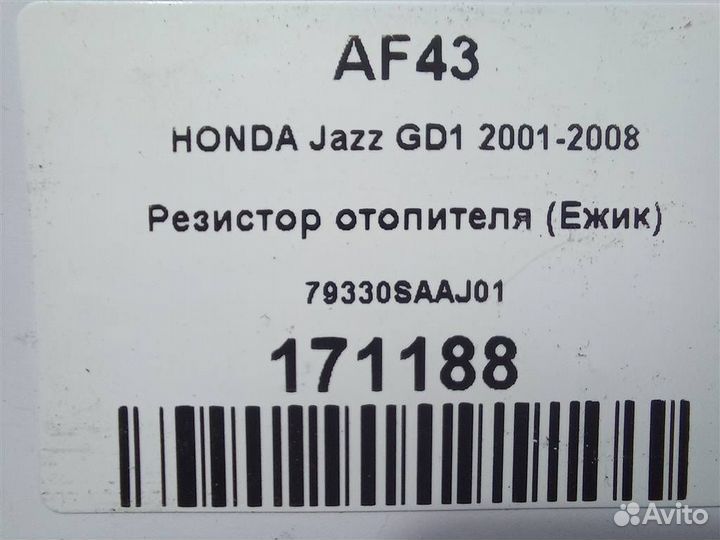 AF43
HONDA Jazz GD1 2001-2008
Резистор отопителя (Ежик)
79330SAAJ01
171188
Avito